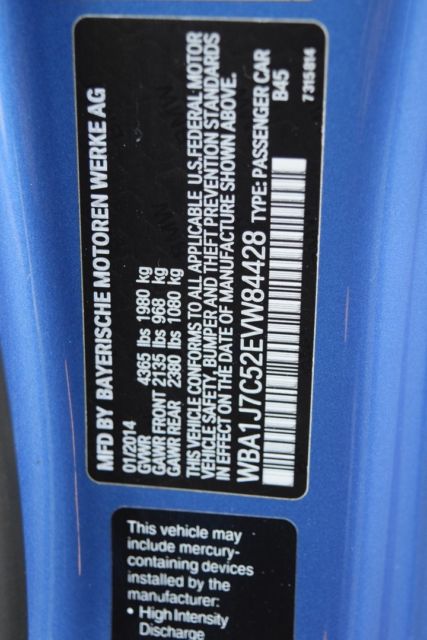 MFD BY BAYERISCHE MOTOREN WERKE AG
01/2014
GVWR 4365 lbs 1980 kg
GAWR FRONT 2135 lbs 968 kg
GAWR REAR 2380 lbs 1080 kg
THIS VEHICLE CONFORMS TO ALL APPLICABLE U.S.FEDERAL MOTOR
VEHICLE SAFETY, BUMPER AND THEFT PREVENTION STANDARDS
IN EFFECT ON THE DATE OF MANUFACTURE SHOWN ABOVE.
WBA1J7C52EVW84428 TYPE: PASSENGER CAR
B45
7 315 814
This vehicle may
include mercury-
containing devices
installed by the
manufacturer:
• High Intensity
Discharge